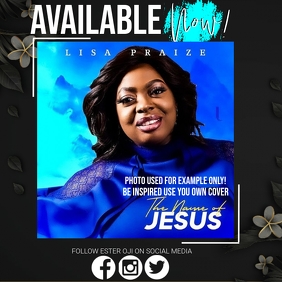 AVAILABLE Now!
LISA PRAIZE
PHOTO USED FOR EXAMPLE ONLY!
BE INSPIRED USE YOU OWN COVER
The Name of
JESUS
FOLLOW ESTER OJI ON SOCIAL MEDIA